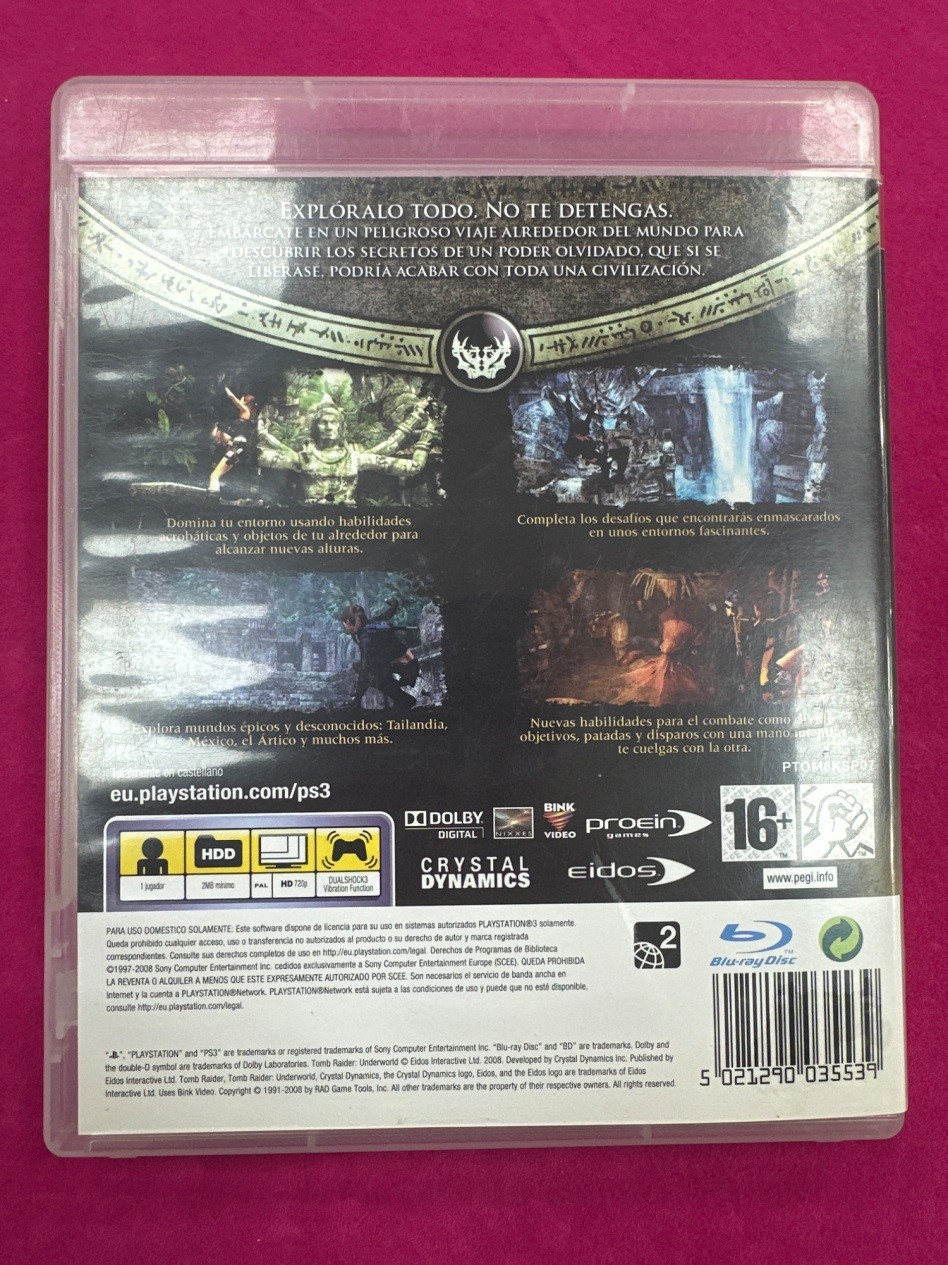 EXPLÓRALO TODO. NO TE DETENGAS.
EMBÁRCATE EN UN PELIGROSO VIAJE ALREDEDOR DEL MUNDO PARA
DESCUBRIR LOS SECRETOS DE UN PODER OLVIDADO, QUE SI SE
LIBERASE, PODRÍA ACABAR CON TODA UNA CIVILIZACIÓN.
Domina tu entorno usando habilidades
acrobáticas y objetos de tu alrededor para
alcanzar nuevas alturas.
Completa los desafíos que encontrarás enmascarados
en unos entornos fascinantes.
Explora mundos épicos y desconocidos: Tailandia,
México, el Ártico y muchos más.
Nuevas habilidades para el combate como
objetivos, patadas y disparos con una mano
te cuelgas con la otra.
PTOM8KSP07
Totalmente en castellano
eu.playstation.com/ps3
DOLBY
DIGITAL
NIXXES
BINK
VIDEO
proein
games
16+
TM
TM
HDD
1 jugador
2MB mínimo
PAL HD 720p
DUALSHOCK3
Vibration Function
CRYSTAL
DYNAMICS
eidos
www.pegi.info
PARA USO DOMESTICO SOLAMENTE: Este software dispone de licencia para su uso en sistemas autorizados PLAYSTATION®3 solamente.
Queda prohibido cualquier acceso, uso o transferencia no autorizados al producto o su derecho de autor y marca registrada
correspondientes. Consulte sus derechos completos de uso en http://eu.playstation.com/legal. Derechos de Programas de Biblioteca
©1997-2008 Sony Computer Entertainment Inc. cedidos exclusivamente a Sony Computer Entertainment Europe (SCEE). QUEDA PROHIBIDO
LA REVENTA O ALQUILER A MENOS QUE ESTE EXPRESAMENTE AUTORIZADO POR SCEE. Son necesarios el servicio de banda ancha en
Internet y la cuenta a PLAYSTATION®Network. PLAYSTATION®Network está sujeta a las condiciones de uso y puede que no esté disponible,
consulte http://eu.playstation.com/legal.
2
Blu-ray Disc
TM
"", "PLAYSTATION" and "PS3" are trademarks or registered trademarks of Sony Computer Entertainment Inc. "Blu-ray Disc" and "BD" are trademarks. Dolby and
the double-D symbol are trademarks of Dolby Laboratories. Tomb Raider: Underworld © Eidos Interactive Ltd. 2008. Developed by Crystal Dynamics Inc. Published by
Eidos Interactive Ltd. Tomb Raider, Tomb Raider: Underworld, Crystal Dynamics, the Crystal Dynamics logo, Eidos, and the Eidos logo are trademarks of Eidos
Interactive Ltd. Uses Bink Video. Copyright © 1991-2008 by RAD Game Tools, Inc. All other trademarks are the property of their respective owners. All rights reserved.
5 021290 035539